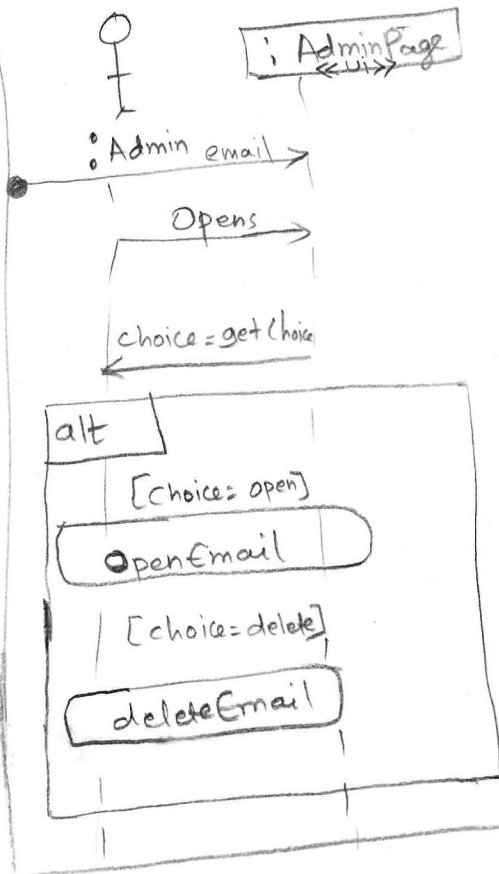 : AdminPage
<<ui>>
: Admin
email
Opens
choice = getChoice
alt
[choice = open]
OpenEmail
[choice = delete]
deleteEmail